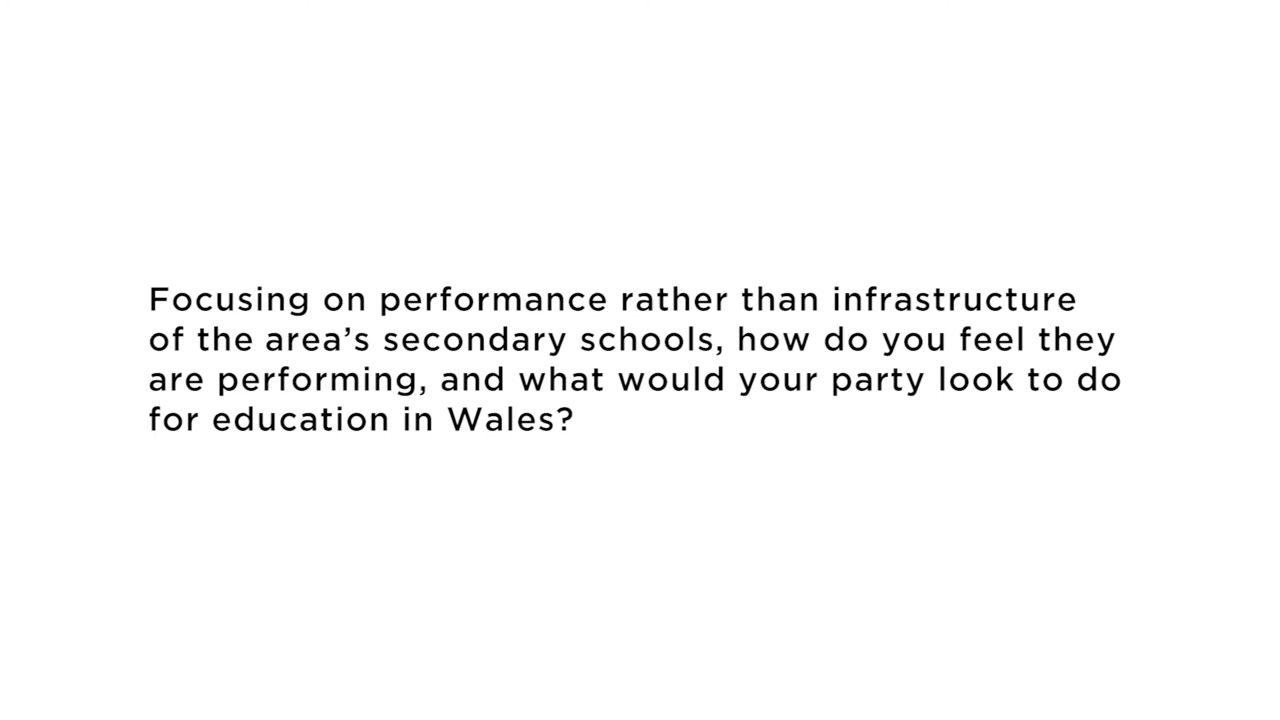 Focusing on performance rather than infrastructure
of the area’s secondary schools, how do you feel they
are performing, and what would your party look to do
for education in Wales?